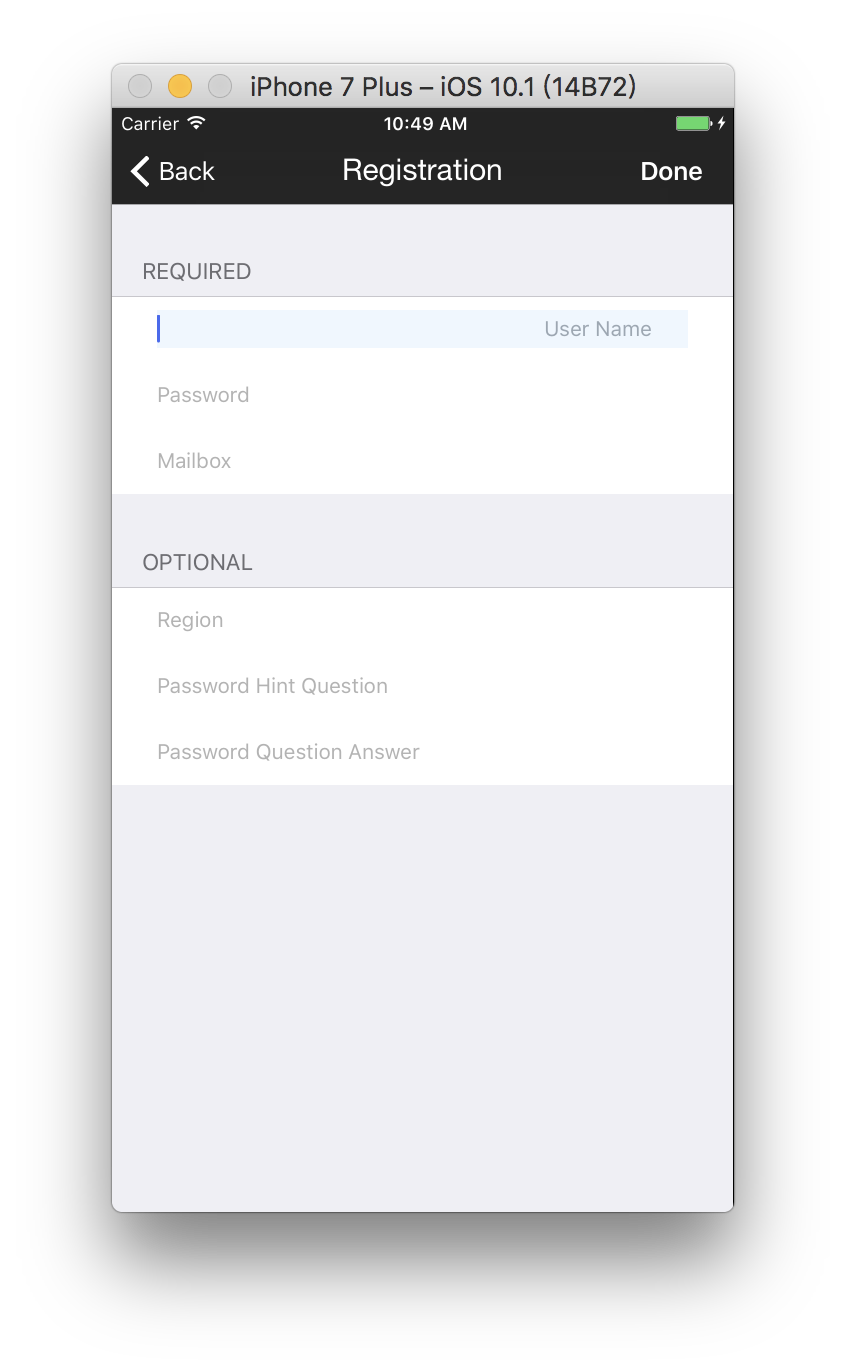 iPhone 7 Plus – iOS 10.1 (14B72)
Carrier 10:49 AM
Back Registration Done
REQUIRED
User Name
Password
Mailbox
OPTIONAL
Region
Password Hint Question
Password Question Answer